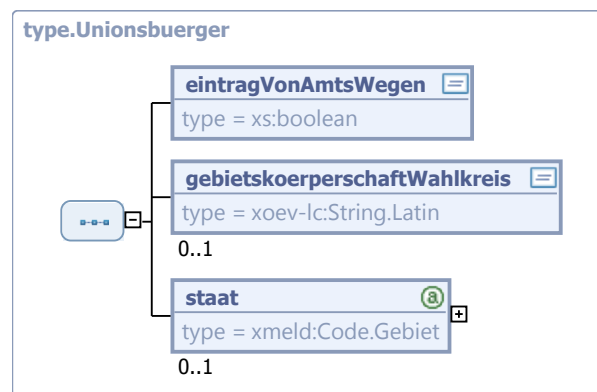 type.Unionsbuerger
eintragVonAmtsWegen
type = xs:boolean
gebietskoerperschaftWahlkreis
type = xoev-lc:String.Latin
0..1
staat
type = xmeld:Code.Gebiet
0..1